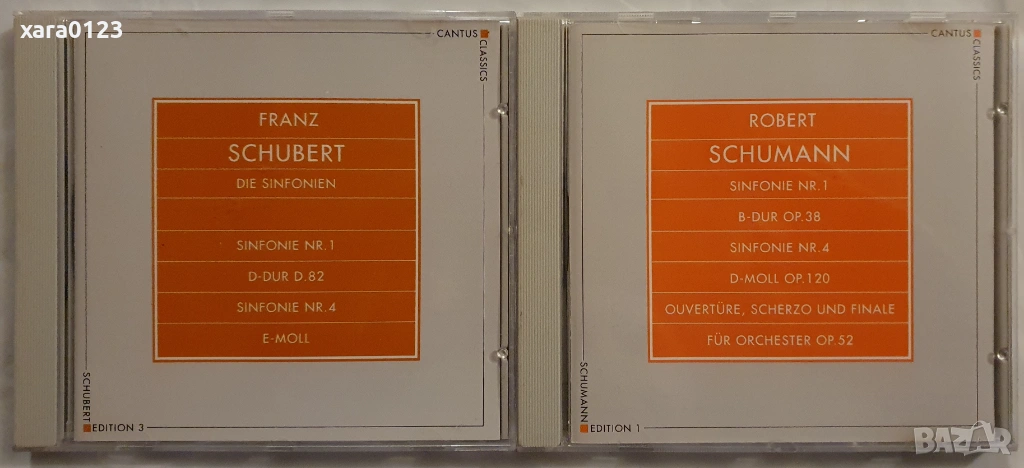 xara0123
CANTUS
CLASSICS
FRANZ
SCHUBERT
DIE SINFONIEN
SINFONIE NR.1
D-DUR D.82
SINFONIE NR.4
E-MOLL
SCHUBERT
EDITION 3
CANTUS
CLASSICS
ROBERT
SCHUMANN
SINFONIE NR.1
B-DUR OP.38
SINFONIE NR.4
D-MOLL OP.120
OUVERTÜRE, SCHERZO UND FINALE
FÜR ORCHESTER OP.52
SCHUMANN
EDITION 1
BAZAR